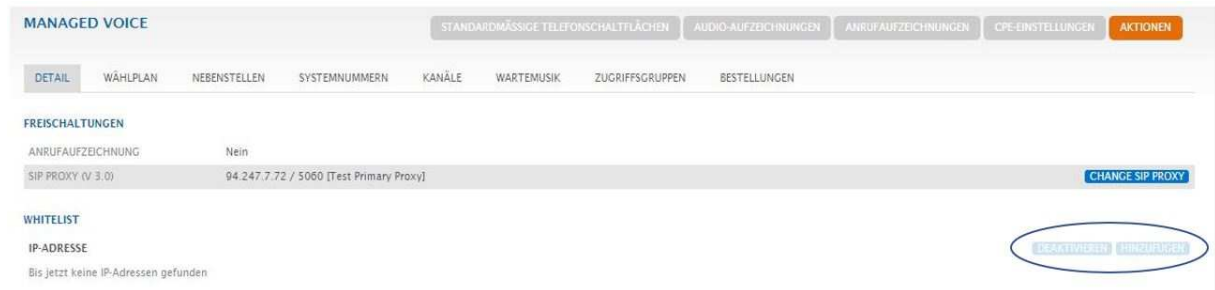 MANAGED VOICE
STANDARDMÄSSIGE TELEFONSCHALTFLÄCHEN AUDIO-AUFZEICHNUNGEN ANRUFAUFZEICHNUNGEN CPE-EINSTELLUNGEN AKTIONEN
DETAIL WÄHLPLAN NEBENSTELLEN SYSTEMNUMMERN KANÄLE WARTEMUSIK ZUGRIFFSGRUPPEN BESTELLUNGEN
FREISCHALTUNGEN
ANRUFAUFZEICHNUNG Nein
SIP PROXY (V 3.0) 94.247.7.72 / 5060 [Test Primary Proxy] CHANGE SIP PROXY
WHITELIST
IP-ADRESSE DEAKTIVIEREN HINZUFÜGEN
Bis jetzt keine IP-Adressen gefunden